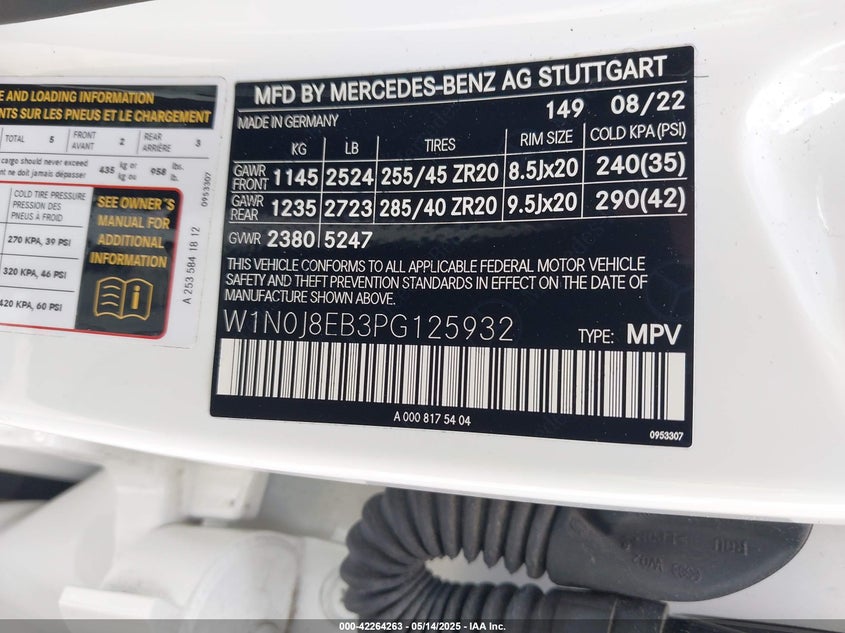 E AND LOADING INFORMATION
NTS SUR LES PNEUS ET LE CHARGEMENT
TOTAL 5 FRONT AVANT 2 REAR ARRIÈRE 3
cargo should never exceed
ne doit jamais dépasser 435 kg or kg ou 958 lbs. lb.
COLD TIRE PRESSURE
PRESSION DES
PNEUS À FROID
270 KPA, 39 PSI
320 KPA, 46 PSI
420 KPA, 60 PSI
SEE OWNER'S
MANUAL FOR
ADDITIONAL
INFORMATION
0953307
A 253 584 18 12
MFD BY MERCEDES-BENZ AG STUTTGART
MADE IN GERMANY 149 08/22
KG LB TIRES RIM SIZE COLD KPA (PSI)
GAWR FRONT 1145 2524 255/45 ZR20 8.5Jx20 240(35)
GAWR REAR 1235 2723 285/40 ZR20 9.5Jx20 290(42)
GVWR 2380 5247
THIS VEHICLE CONFORMS TO ALL APPLICABLE FEDERAL MOTOR VEHICLE
SAFETY AND THEFT PREVENTION STANDARDS IN EFFECT ON THE DATE OF
MANUFACTURE SHOWN ABOVE.
W1N0J8EB3PG125932 TYPE: MPV
A 000 817 54 04
0953307
000-42264263 - 05/14/2025 - IAA Inc.